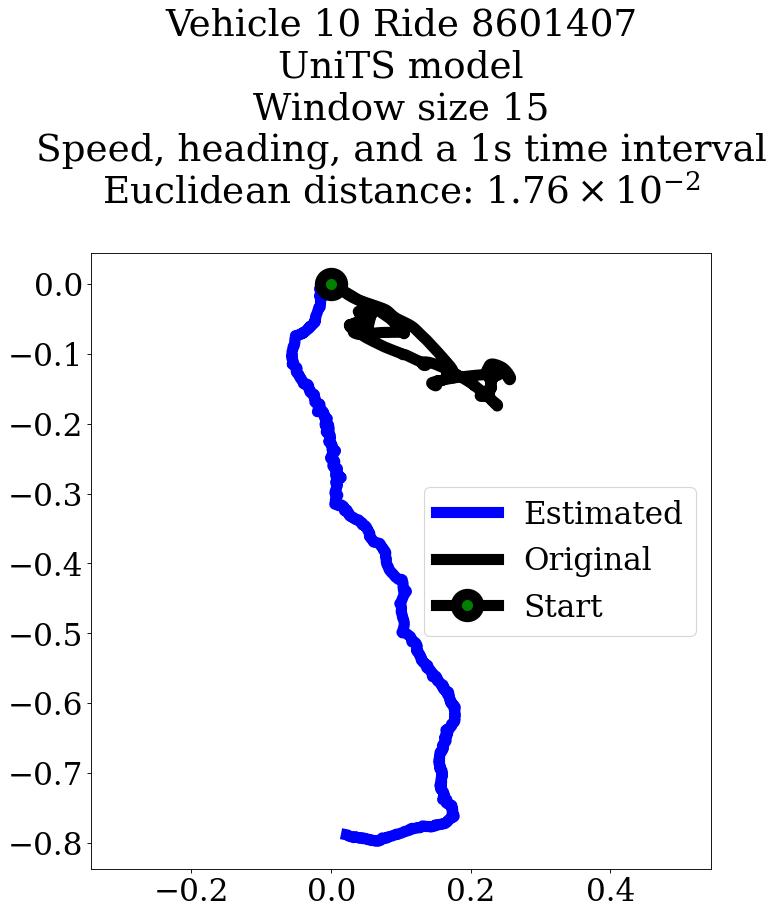 Vehicle 10 Ride 8601407
UniTS model
Window size 15
Speed, heading, and a 1s time interval
Euclidean distance: 1.76 × 10⁻²
0.0
−0.1
−0.2
−0.3
−0.4
−0.5
−0.6
−0.7
−0.8
Estimated
Original
Start
−0.2 0.0 0.2 0.4